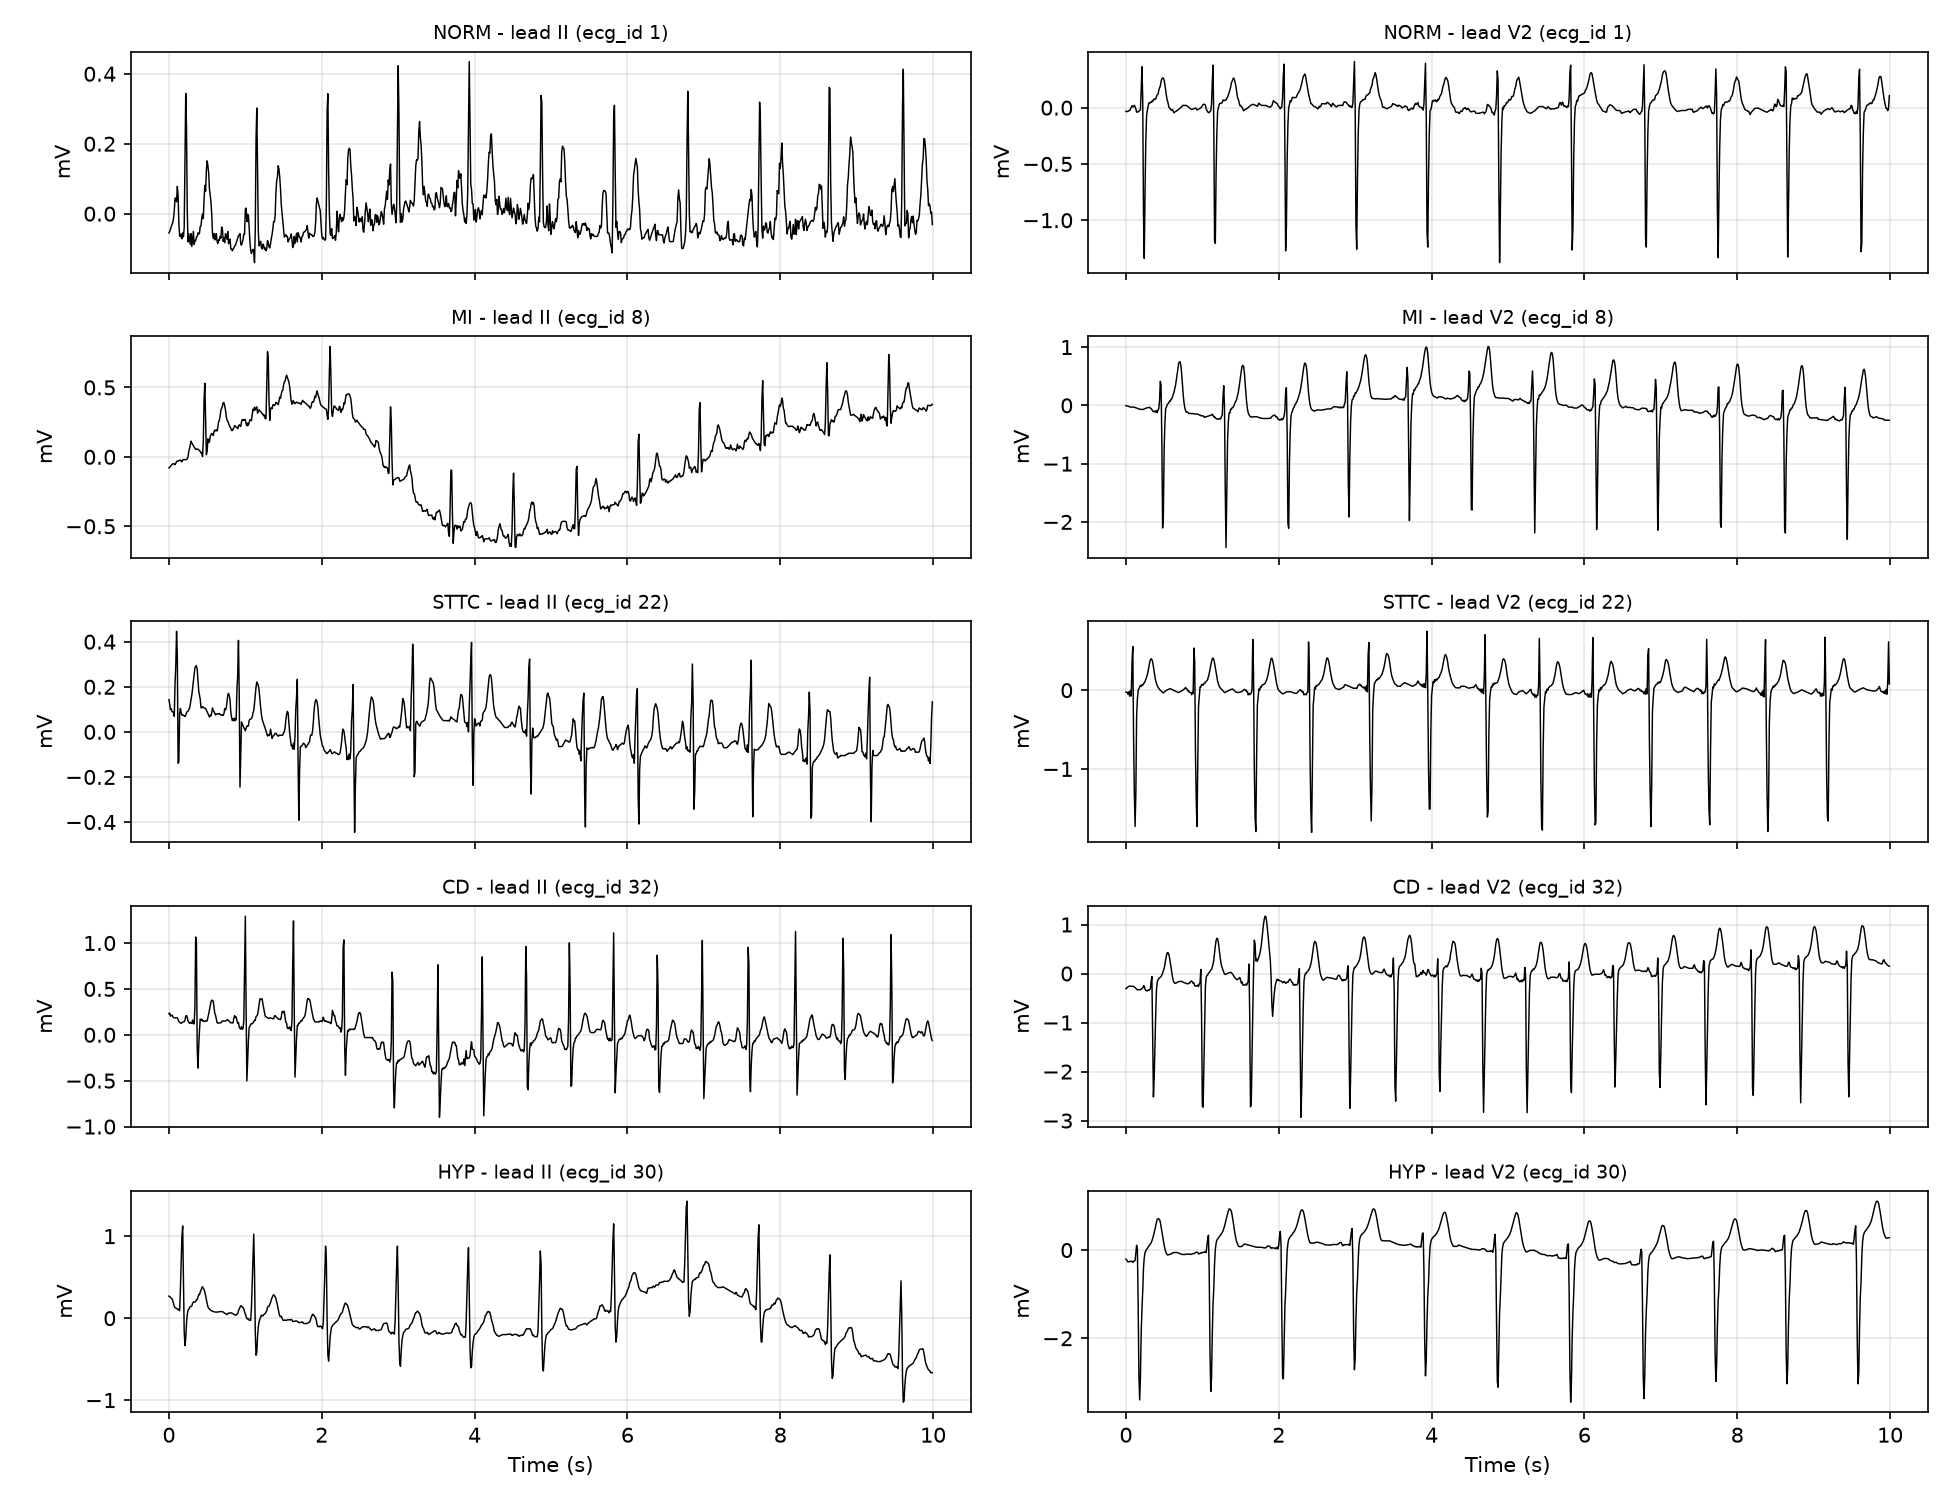 NORM - lead II (ecg_id 1)
NORM - lead V2 (ecg_id 1)
0.4
0.2
0.0
mV
0.0
−0.5
−1.0
mV
MI - lead II (ecg_id 8)
MI - lead V2 (ecg_id 8)
0.5
0.0
−0.5
mV
1
0
−1
−2
mV
STTC - lead II (ecg_id 22)
STTC - lead V2 (ecg_id 22)
0.4
0.2
0.0
−0.2
−0.4
mV
0
−1
mV
CD - lead II (ecg_id 32)
CD - lead V2 (ecg_id 32)
1.0
0.5
0.0
−0.5
−1.0
mV
1
0
−1
−2
−3
mV
HYP - lead II (ecg_id 30)
HYP - lead V2 (ecg_id 30)
1
0
−1
mV
0
−2
mV
0 2 4 6 8 10
0 2 4 6 8 10
Time (s)
Time (s)